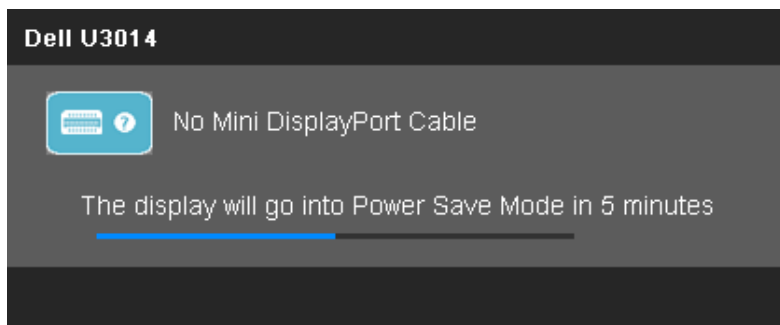 Dell U3014
No Mini DisplayPort Cable
The display will go into Power Save Mode in 5 minutes